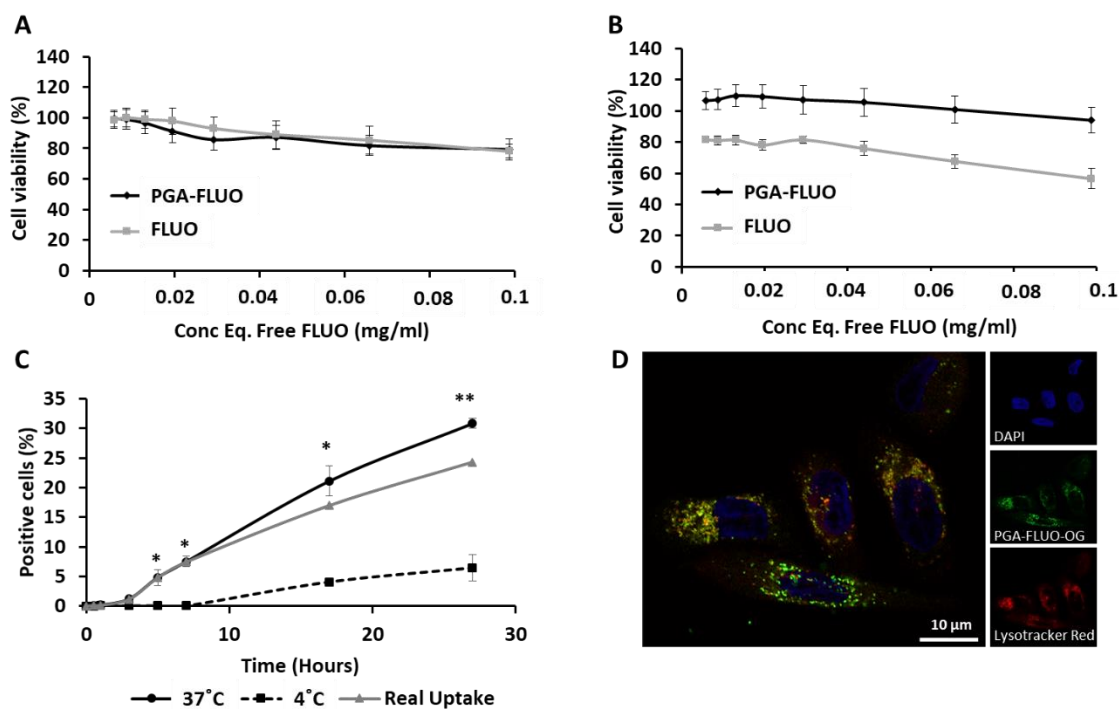 A
Cell viability (%)
140
120
100
80
60
40
20
0
PGA-FLUO
FLUO
0 0.02 0.04 0.06 0.08 0.1
Conc Eq. Free FLUO (mg/ml)
B
Cell viability (%)
140
120
100
80
60
40
20
0
PGA-FLUO
FLUO
0 0.02 0.04 0.06 0.08 0.1
Conc Eq. Free FLUO (mg/ml)
C
Positive cells (%)
35
30
25
20
15
10
5
0
* * * **
0 10 20 30
Time (Hours)
37˚C 4˚C Real Uptake
D
10 µm
DAPI
PGA-FLUO-OG
Lysotracker Red